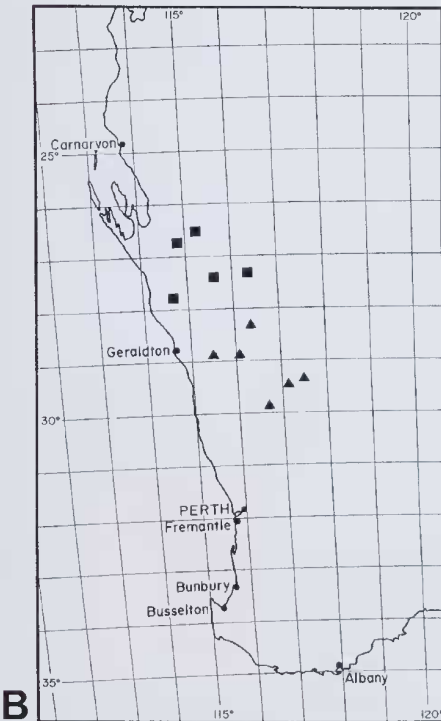 115° 120°
Carnarvon
25°
Geraldton
30°
PERTH
Fremantle
Bunbury
Busselton
Albany
35°
B 115° 120°